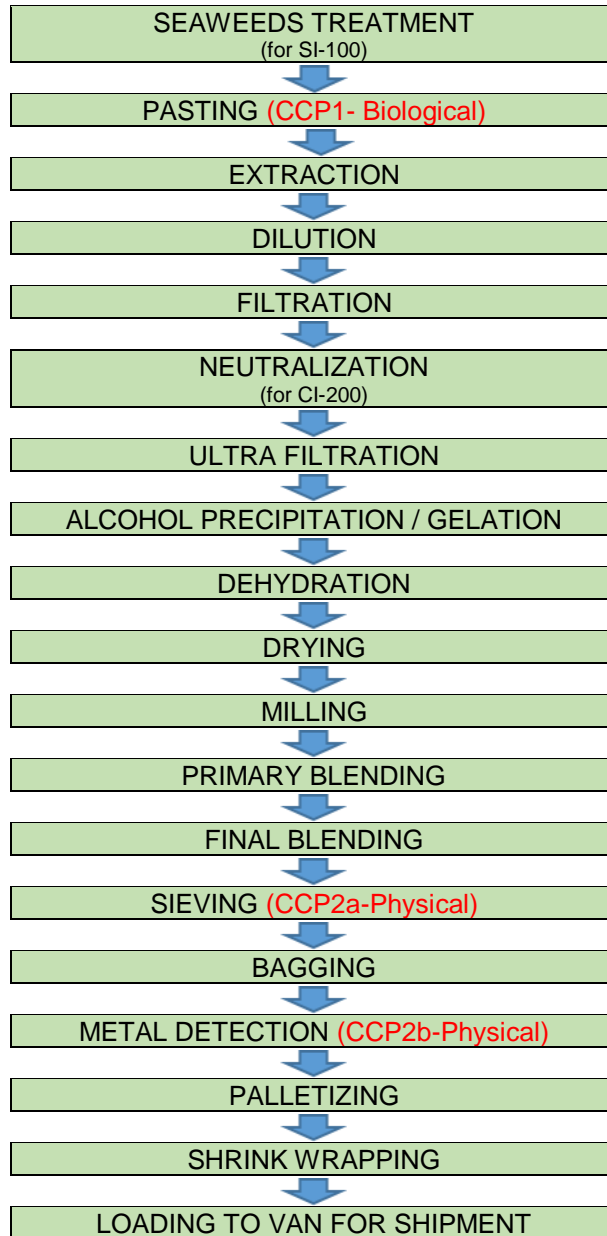 SEAWEEDS TREATMENT
(for SI-100)
PASTING (CCP1- Biological)
EXTRACTION
DILUTION
FILTRATION
NEUTRALIZATION
(for CI-200)
ULTRA FILTRATION
ALCOHOL PRECIPITATION / GELATION
DEHYDRATION
DRYING
MILLING
PRIMARY BLENDING
FINAL BLENDING
SIEVING (CCP2a-Physical)
BAGGING
METAL DETECTION (CCP2b-Physical)
PALLETIZING
SHRINK WRAPPING
LOADING TO VAN FOR SHIPMENT